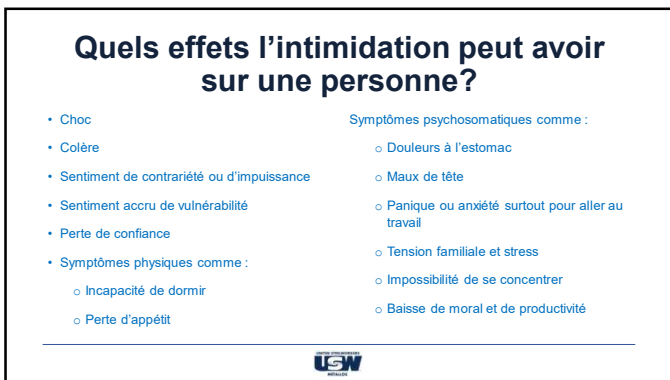 Quels effets l’intimidation peut avoir
sur une personne?
• Choc
• Colère
• Sentiment de contrariété ou d’impuissance
• Sentiment accru de vulnérabilité
• Perte de confiance
• Symptômes physiques comme :
o Incapacité de dormir
o Perte d’appétit
Symptômes psychosomatiques comme :
o Douleurs à l’estomac
o Maux de tête
o Panique ou anxiété surtout pour aller au
travail
o Tension familiale et stress
o Impossibilité de se concentrer
o Baisse de moral et de productivité
UNITED STEELWORKERS
USW
MÉTALLOS